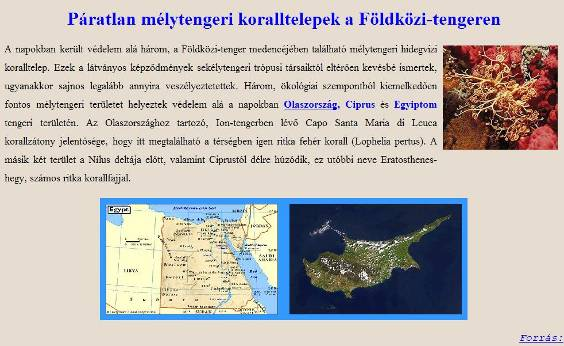 Páratlan mélytengeri koralltelepek a Földközi-tengeren
A napokban került védelem alá három, a Földközi-tenger medencéjében található mélytengeri hidegvizi
koralltelep. Ezek a látványos képződmények sekélytengeri trópusi társaiktól eltérően kevésbé ismertek,
ugyanakkor sajnos legalább annyira veszélyeztetettek. Három, ökológiai szempontból kiemelkedően
fontos mélytengeri területet helyeztek védelem alá a napokban Olaszország, Ciprus és Egyiptom
tengeri területén. Az Olaszországhoz tartozó, Ion-tengerben lévő Capo Santa Maria di Leuca
korallzátony jelentősége, hogy itt megtalálható a térségben igen ritka fehér korall (Lophelia pertus). A
másik két terület a Nílus deltája előtt, valamint Ciprustól délre húzódik, ez utóbbi neve Eratosthenes-
hegy, számos ritka korallfajjal.
Egypt
LIBYA
SUDAN
Forrás: